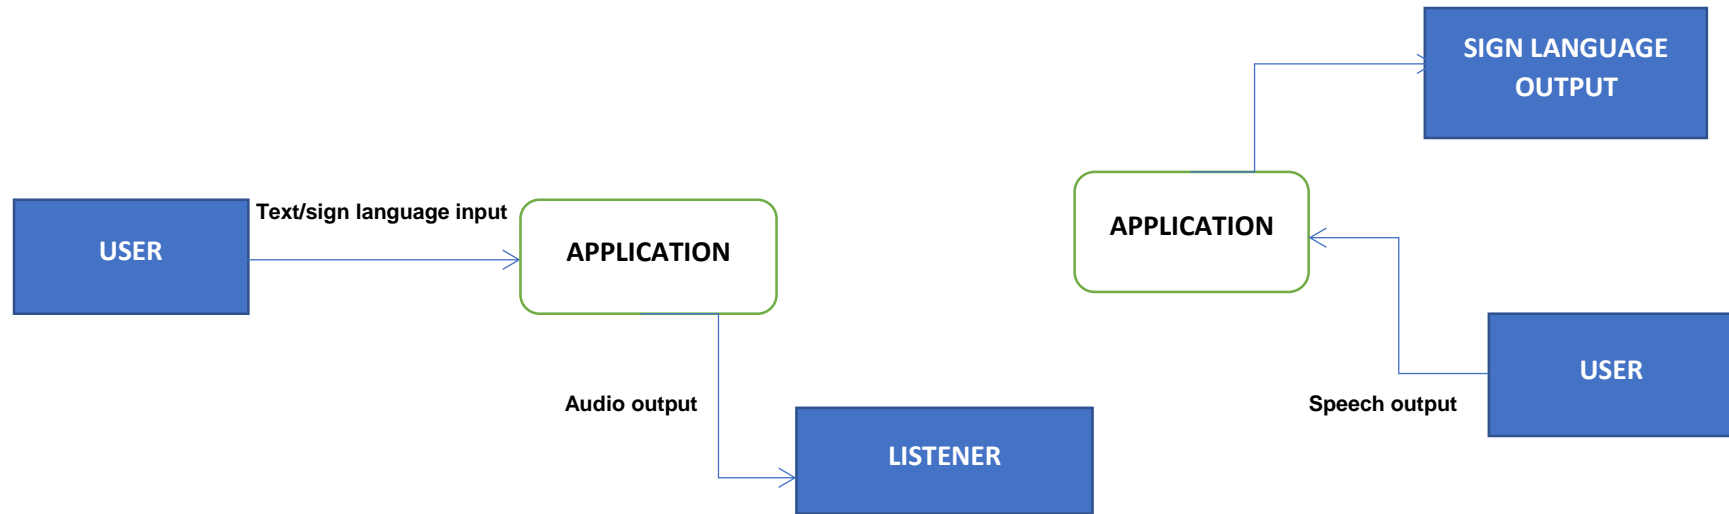 USER
Text/sign language input
APPLICATION
Audio output
LISTENER
SIGN LANGUAGE
OUTPUT
APPLICATION
USER
Speech output